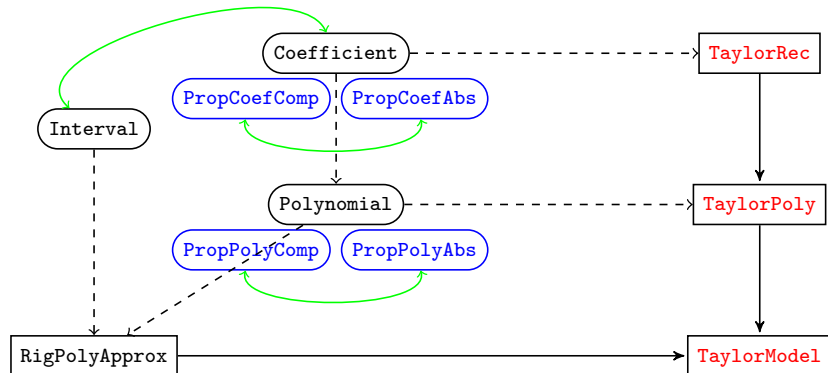 Coefficient
TaylorRec
PropCoefComp
PropCoefAbs
Interval
Polynomial
TaylorPoly
PropPolyComp
PropPolyAbs
RigPolyApprox
TaylorModel